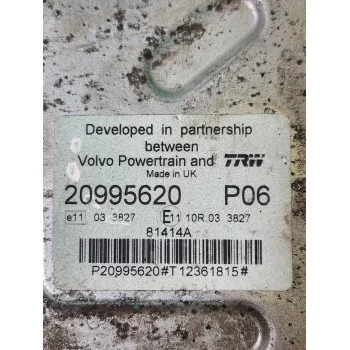 Developed in partnership
between
Volvo Powertrain and TRW
Made in UK
20995620 P06
e11 03 3827 E11 10R.03 3827
81414A
P20995620#T12361815#